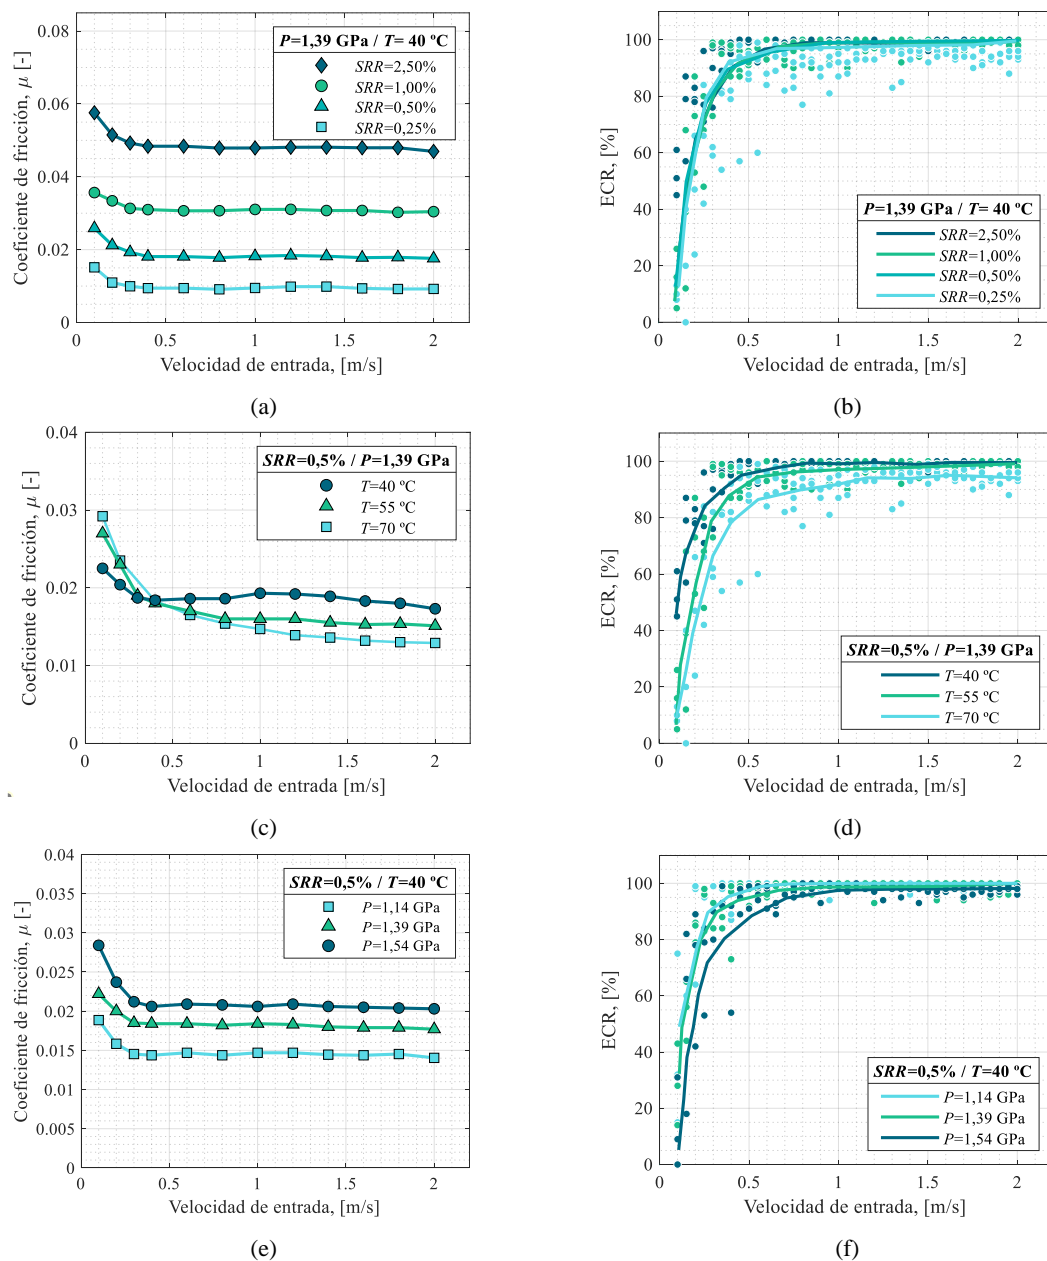 0.08
0.06
0.04
0.02
0
0
0.5
1
1.5
2
Coeficiente de fricción, μ [-]
Velocidad de entrada, [m/s]
P=1,39 GPa / T= 40 ºC
SRR=2,50%
SRR=1,00%
SRR=0,50%
SRR=0,25%
(a)
100
80
60
40
20
0
0
0.5
1
1.5
2
ECR, [%]
Velocidad de entrada, [m/s]
P=1,39 GPa / T= 40 ºC
SRR=2,50%
SRR=1,00%
SRR=0,50%
SRR=0,25%
(b)
0.04
0.03
0.02
0.01
0
0
0.5
1
1.5
2
Coeficiente de fricción, μ [-]
Velocidad de entrada [m/s]
SRR=0,5% / P=1,39 GPa
T=40 ºC
T=55 ºC
T=70 ºC
(c)
100
80
60
40
20
0
0
0.5
1
1.5
2
ECR, [%]
Velocidad de entrada, [m/s]
SRR=0,5% / P=1,39 GPa
T=40 ºC
T=55 ºC
T=70 ºC
(d)
0.04
0.035
0.03
0.025
0.02
0.015
0.01
0.005
0
0
0.5
1
1.5
2
Coeficiente de fricción, μ [-]
Velocidad de entrada, [m/s]
SRR=0,5% / T=40 ºC
P=1,14 GPa
P=1,39 GPa
P=1,54 GPa
(e)
100
80
60
40
20
0
0
0.5
1
1.5
2
ECR, [%]
Velocidad de entrada, [m/s]
SRR=0,5% / T=40 ºC
P=1,14 GPa
P=1,39 GPa
P=1,54 GPa
(f)